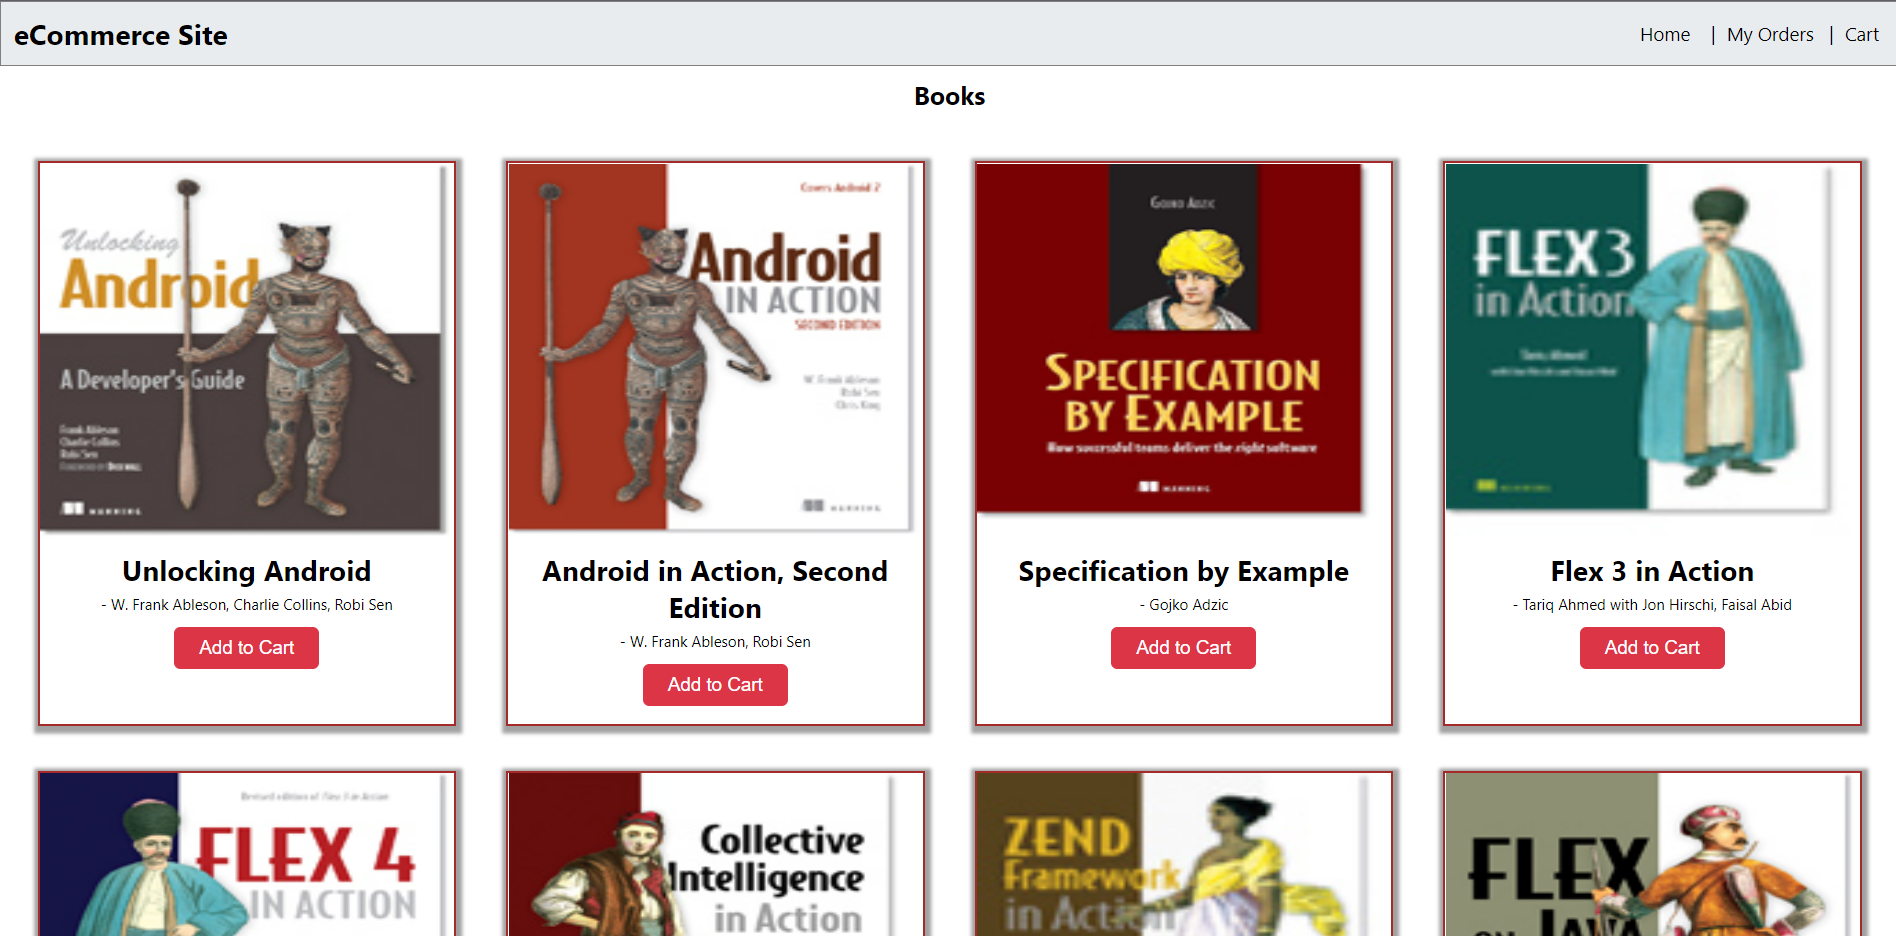 eCommerce Site
Home | My Orders | Cart
Books
Unlocking
Android
A Developer's Guide
Frank Ableson
Charlie Collins
Robi Sen
MANNING
Unlocking Android
- W. Frank Ableson, Charlie Collins, Robi Sen
Add to Cart
Covers Android 2
Android
IN ACTION
SECOND EDITION
W. Frank Ableson
Robi Sen
Chris King
MANNING
Android in Action, Second
Edition
- W. Frank Ableson, Robi Sen
Add to Cart
GOJKO ADZIC
SPECIFICATION
BY EXAMPLE
How successful teams deliver the right software
MANNING
Specification by Example
- Gojko Adzic
Add to Cart
FLEX 3
in Action
Tariq Ahmed
MANNING
Flex 3 in Action
- Tariq Ahmed with Jon Hirschi, Faisal Abid
Add to Cart
Revised edition of Flex 3 in Action
FLEX 4
IN ACTION
Collective
Intelligence
in Action
ZEND
Framework
in Action
FLEX
ON JAVA